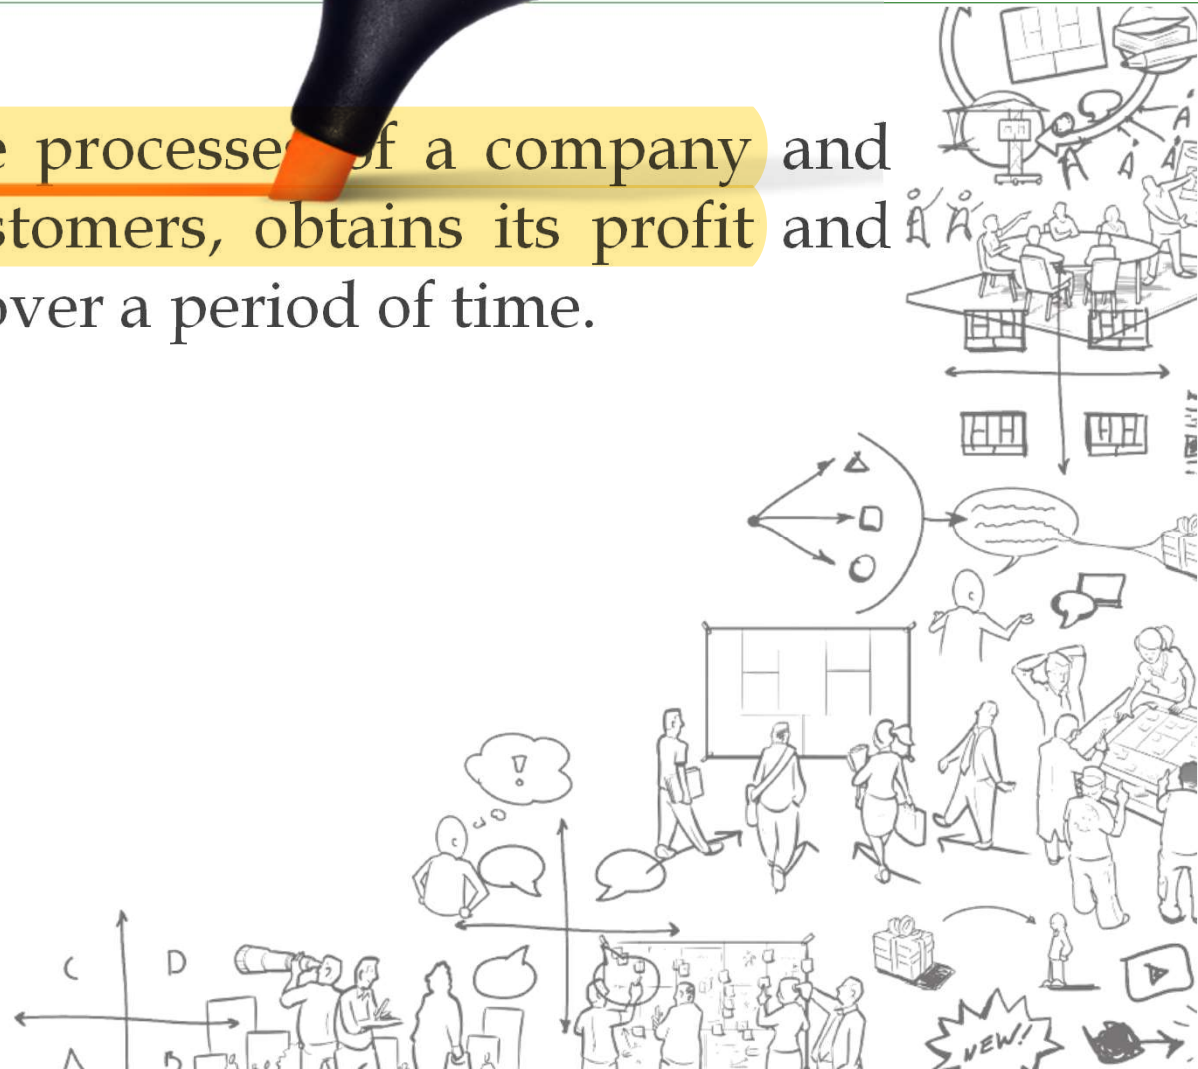 processes of a company and
stomers, obtains its profit and
over a period of time.
C D
A B
NEW!!